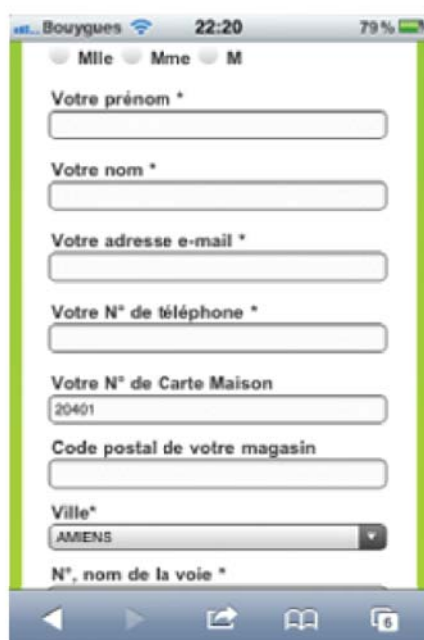 Bouygues 22:20 79 %
Mlle Mme M
Votre prénom *
Votre nom *
Votre adresse e-mail *
Votre N° de téléphone *
Votre N° de Carte Maison
20401
Code postal de votre magasin
Ville*
AMIENS
N°, nom de la voie *
6